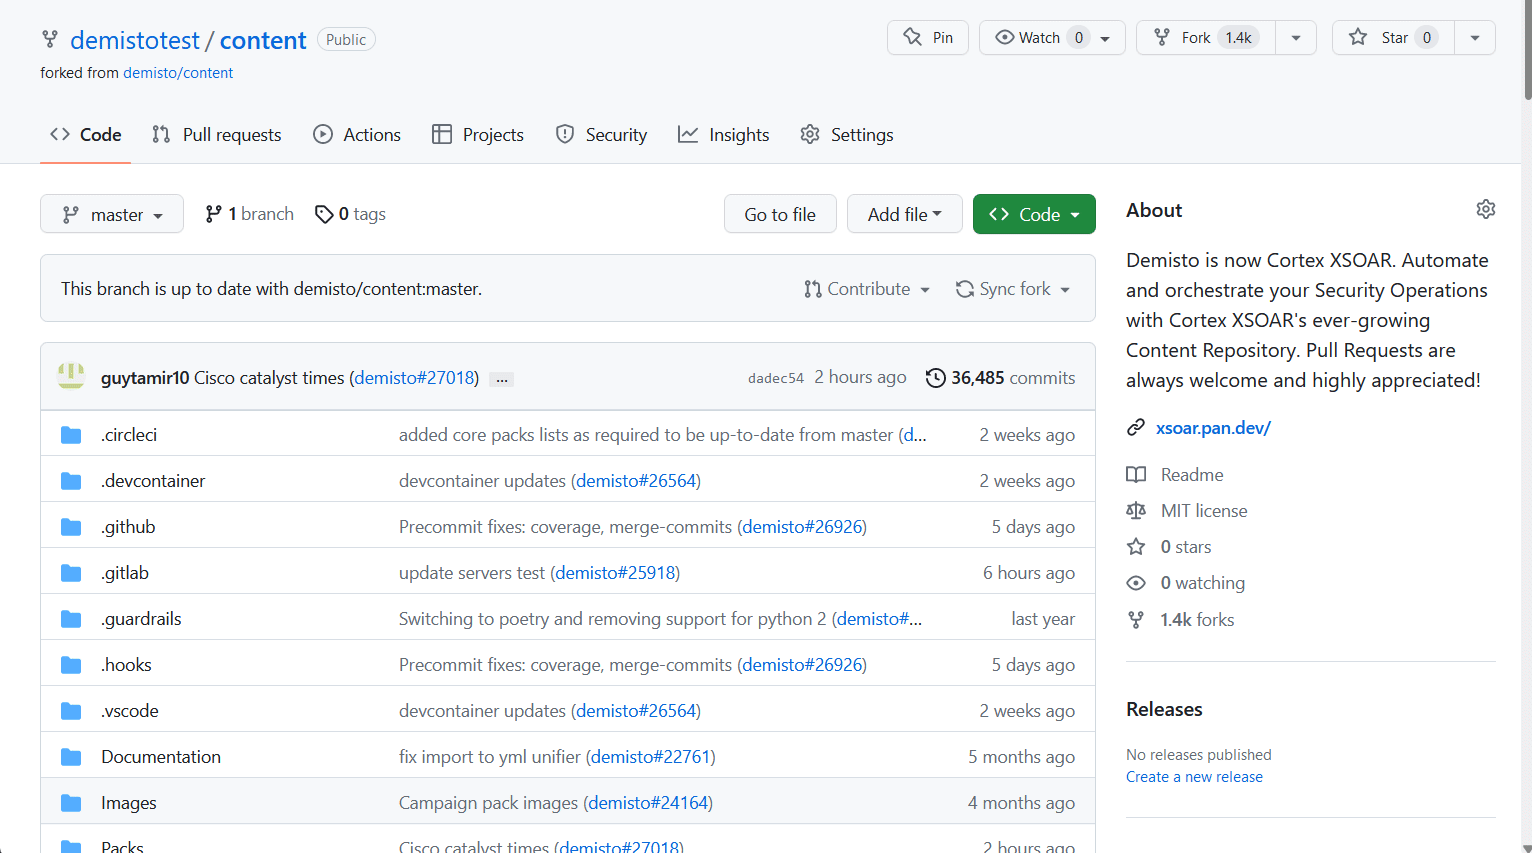 demistotest / content Public Pin Watch 0 Fork 1.4k Star 0
forked from demisto/content
Code Pull requests Actions Projects Security Insights Settings
master 1 branch 0 tags Go to file Add file Code
This branch is up to date with demisto/content:master. Contribute Sync fork
guytamir10 Cisco catalyst times (demisto#27018) ... dadec54 2 hours ago 36,485 commits
.circleci added core packs lists as required to be up-to-date from master (d... 2 weeks ago
.devcontainer devcontainer updates (demisto#26564) 2 weeks ago
.github Precommit fixes: coverage, merge-commits (demisto#26926) 5 days ago
.gitlab update servers test (demisto#25918) 6 hours ago
.guardrails Switching to poetry and removing support for python 2 (demisto#... last year
.hooks Precommit fixes: coverage, merge-commits (demisto#26926) 5 days ago
.vscode devcontainer updates (demisto#26564) 2 weeks ago
Documentation fix import to yml unifier (demisto#22761) 5 months ago
Images Campaign pack images (demisto#24164) 4 months ago
Packs Cisco catalyst times (demisto#27018) 2 hours ago
About
Demisto is now Cortex XSOAR. Automate
and orchestrate your Security Operations
with Cortex XSOAR's ever-growing
Content Repository. Pull Requests are
always welcome and highly appreciated!
xsoar.pan.dev/
Readme
MIT license
0 stars
0 watching
1.4k forks
Releases
No releases published
Create a new release